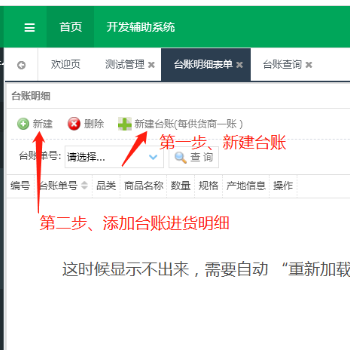 首页 开发辅助系统
欢迎页 测试管理 台账明细表单 台账查询
台账明细
新建 删除 新建台账(每供货商一账)
第一步、新建台账
台账单号: 请选择... 查 询
编号 台账单号 品类 商品名称 数量 规格 产地信息 操作
第二步、添加台账进货明细
这时候显示不出来，需要自动 “重新加载